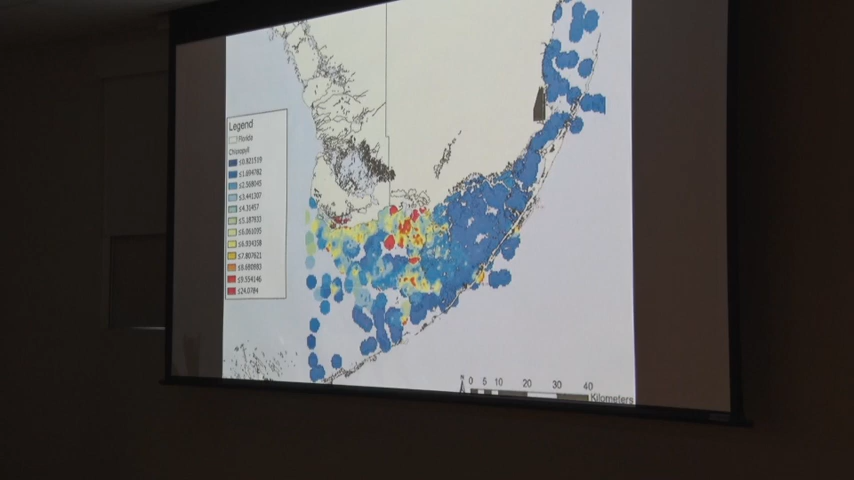 Legend
Florida
Chloropyll
≤0.821519
≤1.694782
≤2.568045
≤3.441307
≤4.31457
≤5.187833
≤6.061095
≤6.934358
≤7.807621
≤8.680883
≤9.554146
≤24.0784
N
0 5 10 20 30 40
Kilometers